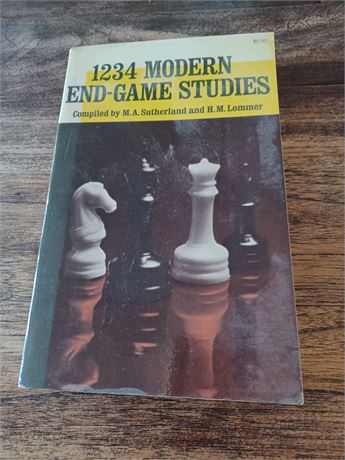 1234 MODERN
END-GAME STUDIES
Compiled by M.A. Sutherland and H.M. Lommer